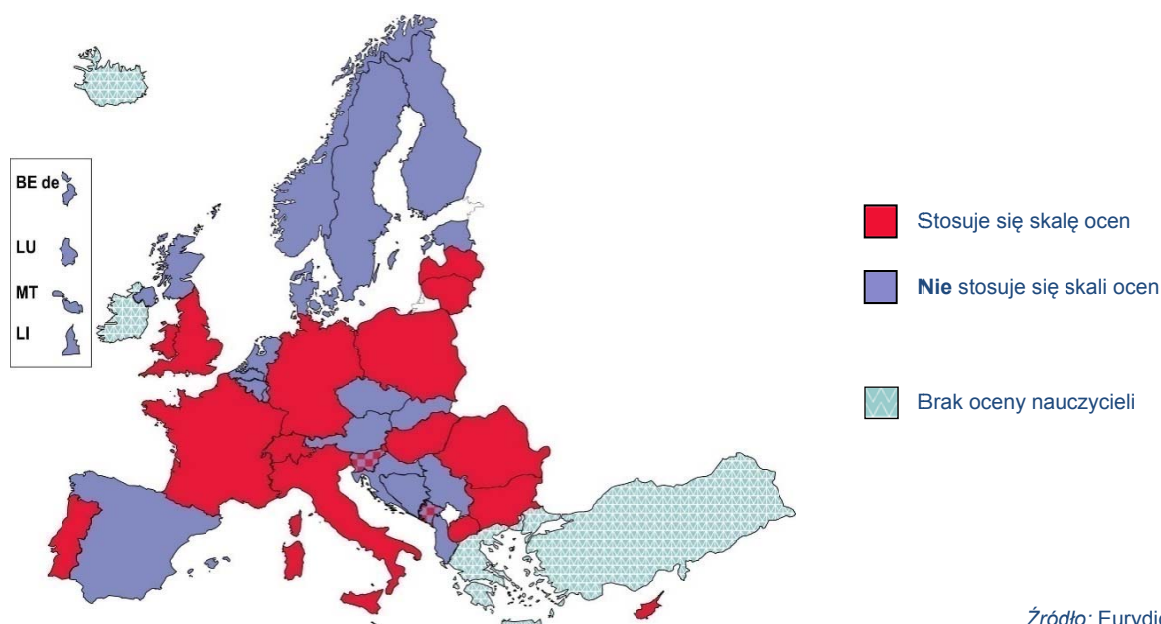 BE de
LU
MT
LI
Stosuje się skalę ocen
Nie stosuje się skali ocen
Brak oceny nauczycieli
Źródło: